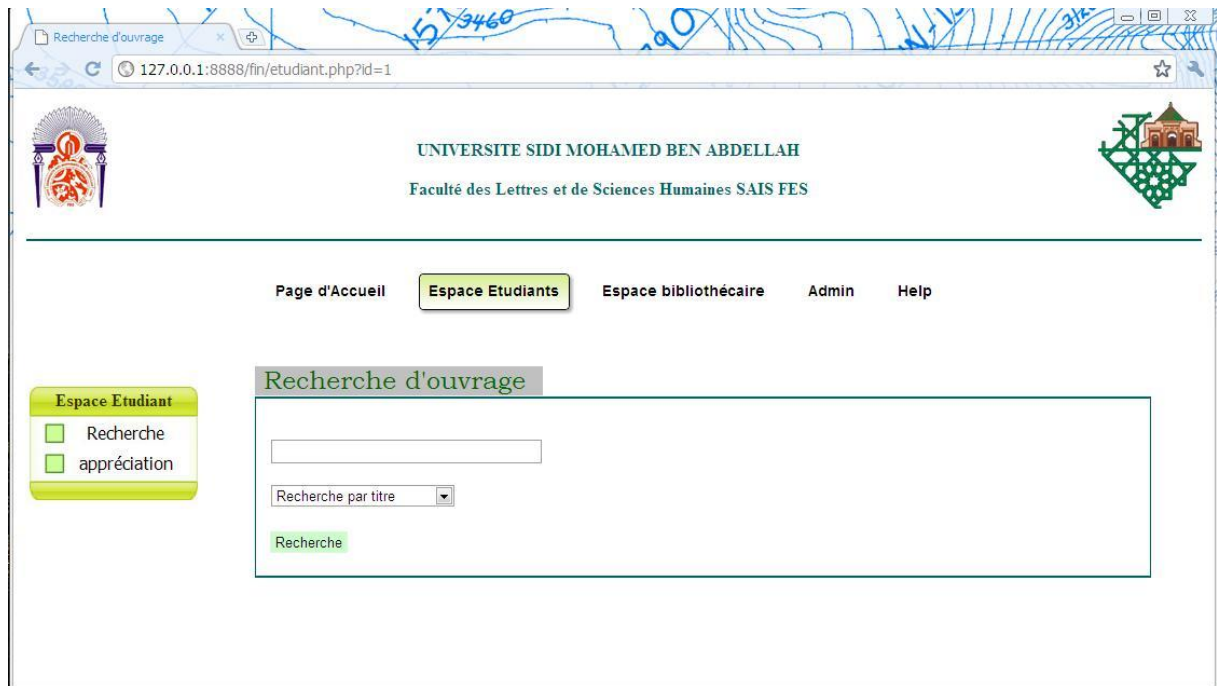 3460
Recherche d'ouvrage
127.0.0.1:8888/fin/etudiant.php?id=1
UNIVERSITE SIDI MOHAMED BEN ABDELLAH
Faculté des Lettres et de Sciences Humaines SAIS FES
Page d'Accueil Espace Etudiants Espace bibliothécaire Admin Help
Recherche d'ouvrage
Espace Etudiant
Recherche
appréciation
Recherche par titre
Recherche